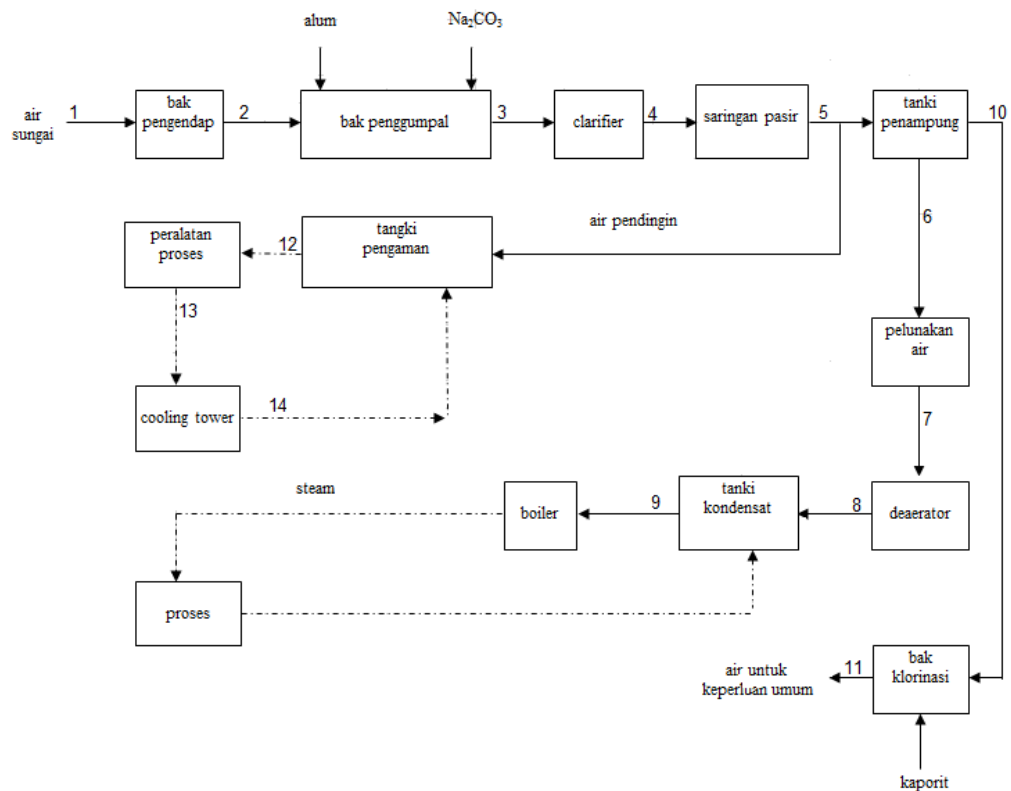 alum
Na₂CO₃
air
sungai
1
bak
pengendap
2
bak penggumpal
3
clarifier
4
saringan pasir
5
tanki
penampung
10
6
air pendingin
peralatan
proses
12
tangki
pengaman
13
pelunakan
air
cooling tower
14
7
steam
boiler
9
tanki
kondensat
8
deaerator
proses
air untuk
keperluan umum
11
bak
klorinasi
kaporit